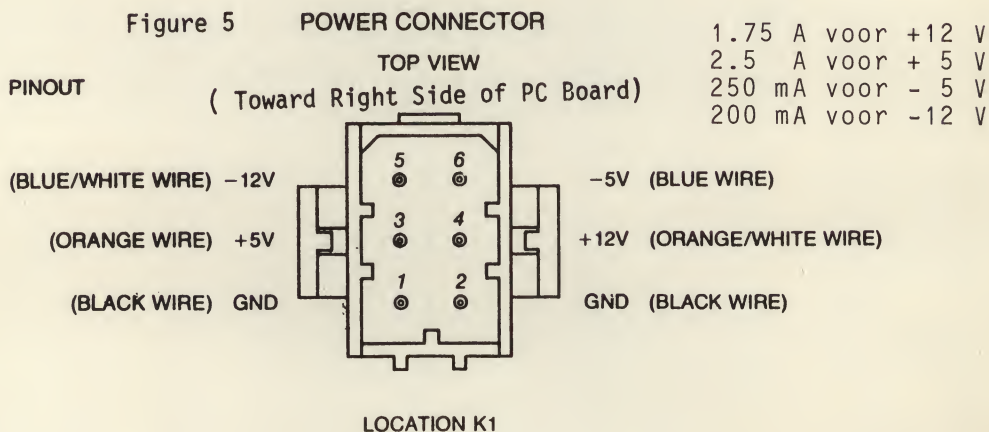 Figure 5 POWER CONNECTOR
1.75 A voor +12 V
2.5 A voor + 5 V
250 mA voor - 5 V
200 mA voor -12 V
TOP VIEW
PINOUT
( Toward Right Side of PC Board)
5 6
(BLUE/WHITE WIRE) −12V
−5V (BLUE WIRE)
3 4
(ORANGE WIRE) +5V
+12V (ORANGE/WHITE WIRE)
1 2
(BLACK WIRE) GND
GND (BLACK WIRE)
LOCATION K1